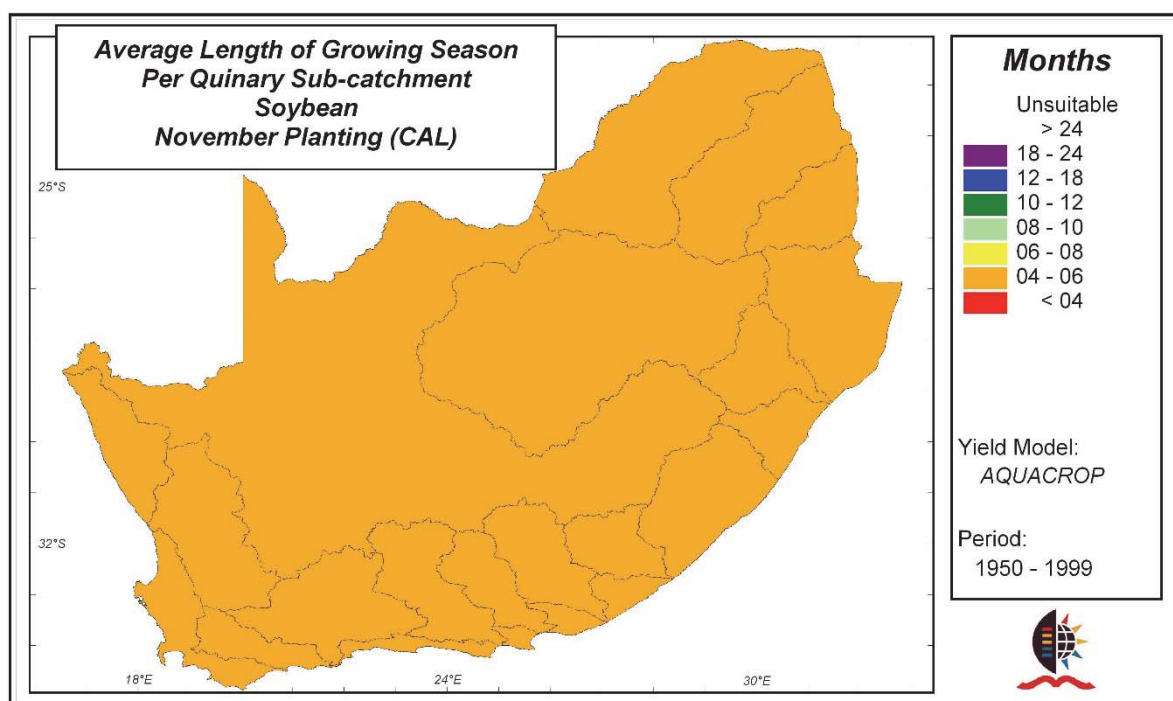 Average Length of Growing Season
Per Quinary Sub-catchment
Soybean
November Planting (CAL)
25°S
32°S
18°E
24°E
30°E
Months
Unsuitable
> 24
18 - 24
12 - 18
10 - 12
08 - 10
06 - 08
04 - 06
< 04
Yield Model:
AQUACROP
Period:
1950 - 1999